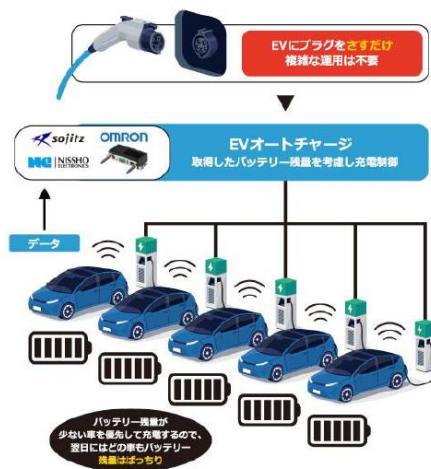 EVにプラグをさすだけ
複雑な運用は不要
sojitz OMRON
NISSHO
ELECTRONICS
EVオートチャージ
取得したバッテリー残量を考慮し充電制御
データ
バッテリー残量が
少ない車を優先して充電するので、
翌日にはどの車もバッテリー
残量はばっちり